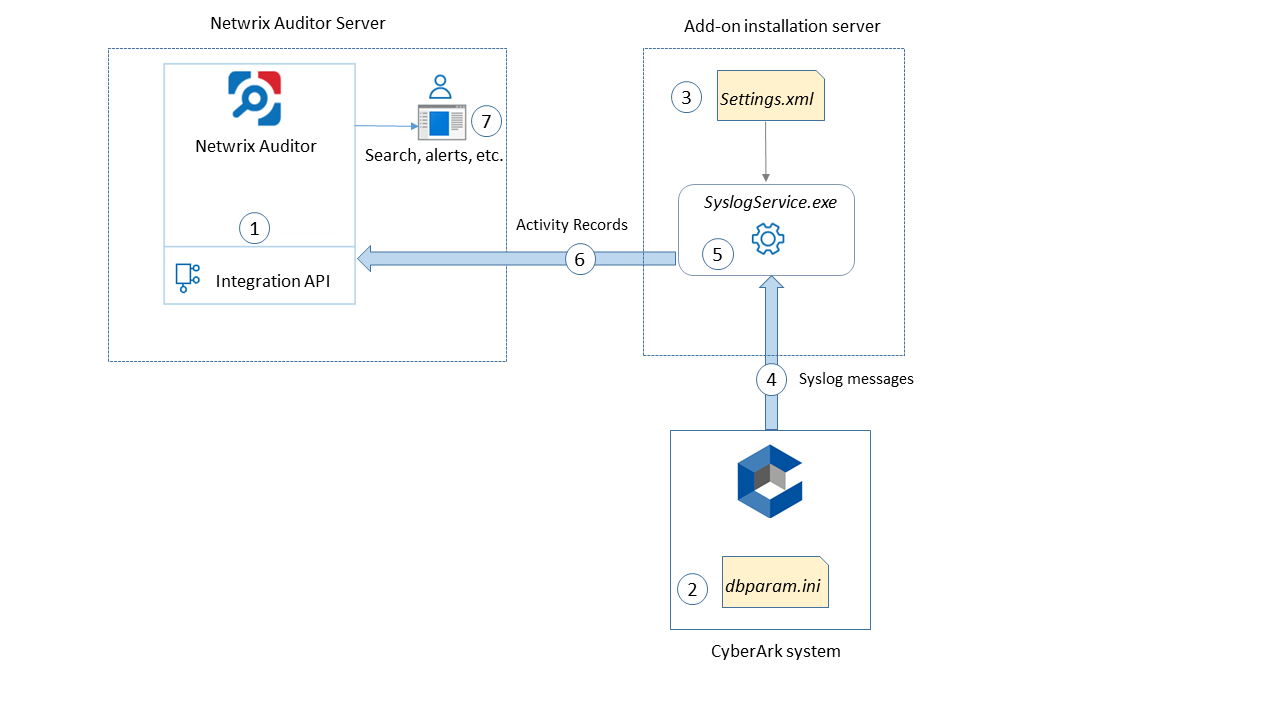 Netwrix Auditor Server
Add-on installation server
3
Settings.xml
Netwrix Auditor
7
Search, alerts, etc.
SyslogService.exe
1
Activity Records
5
6
Integration API
4
Syslog messages
2
dbparam.ini
CyberArk system